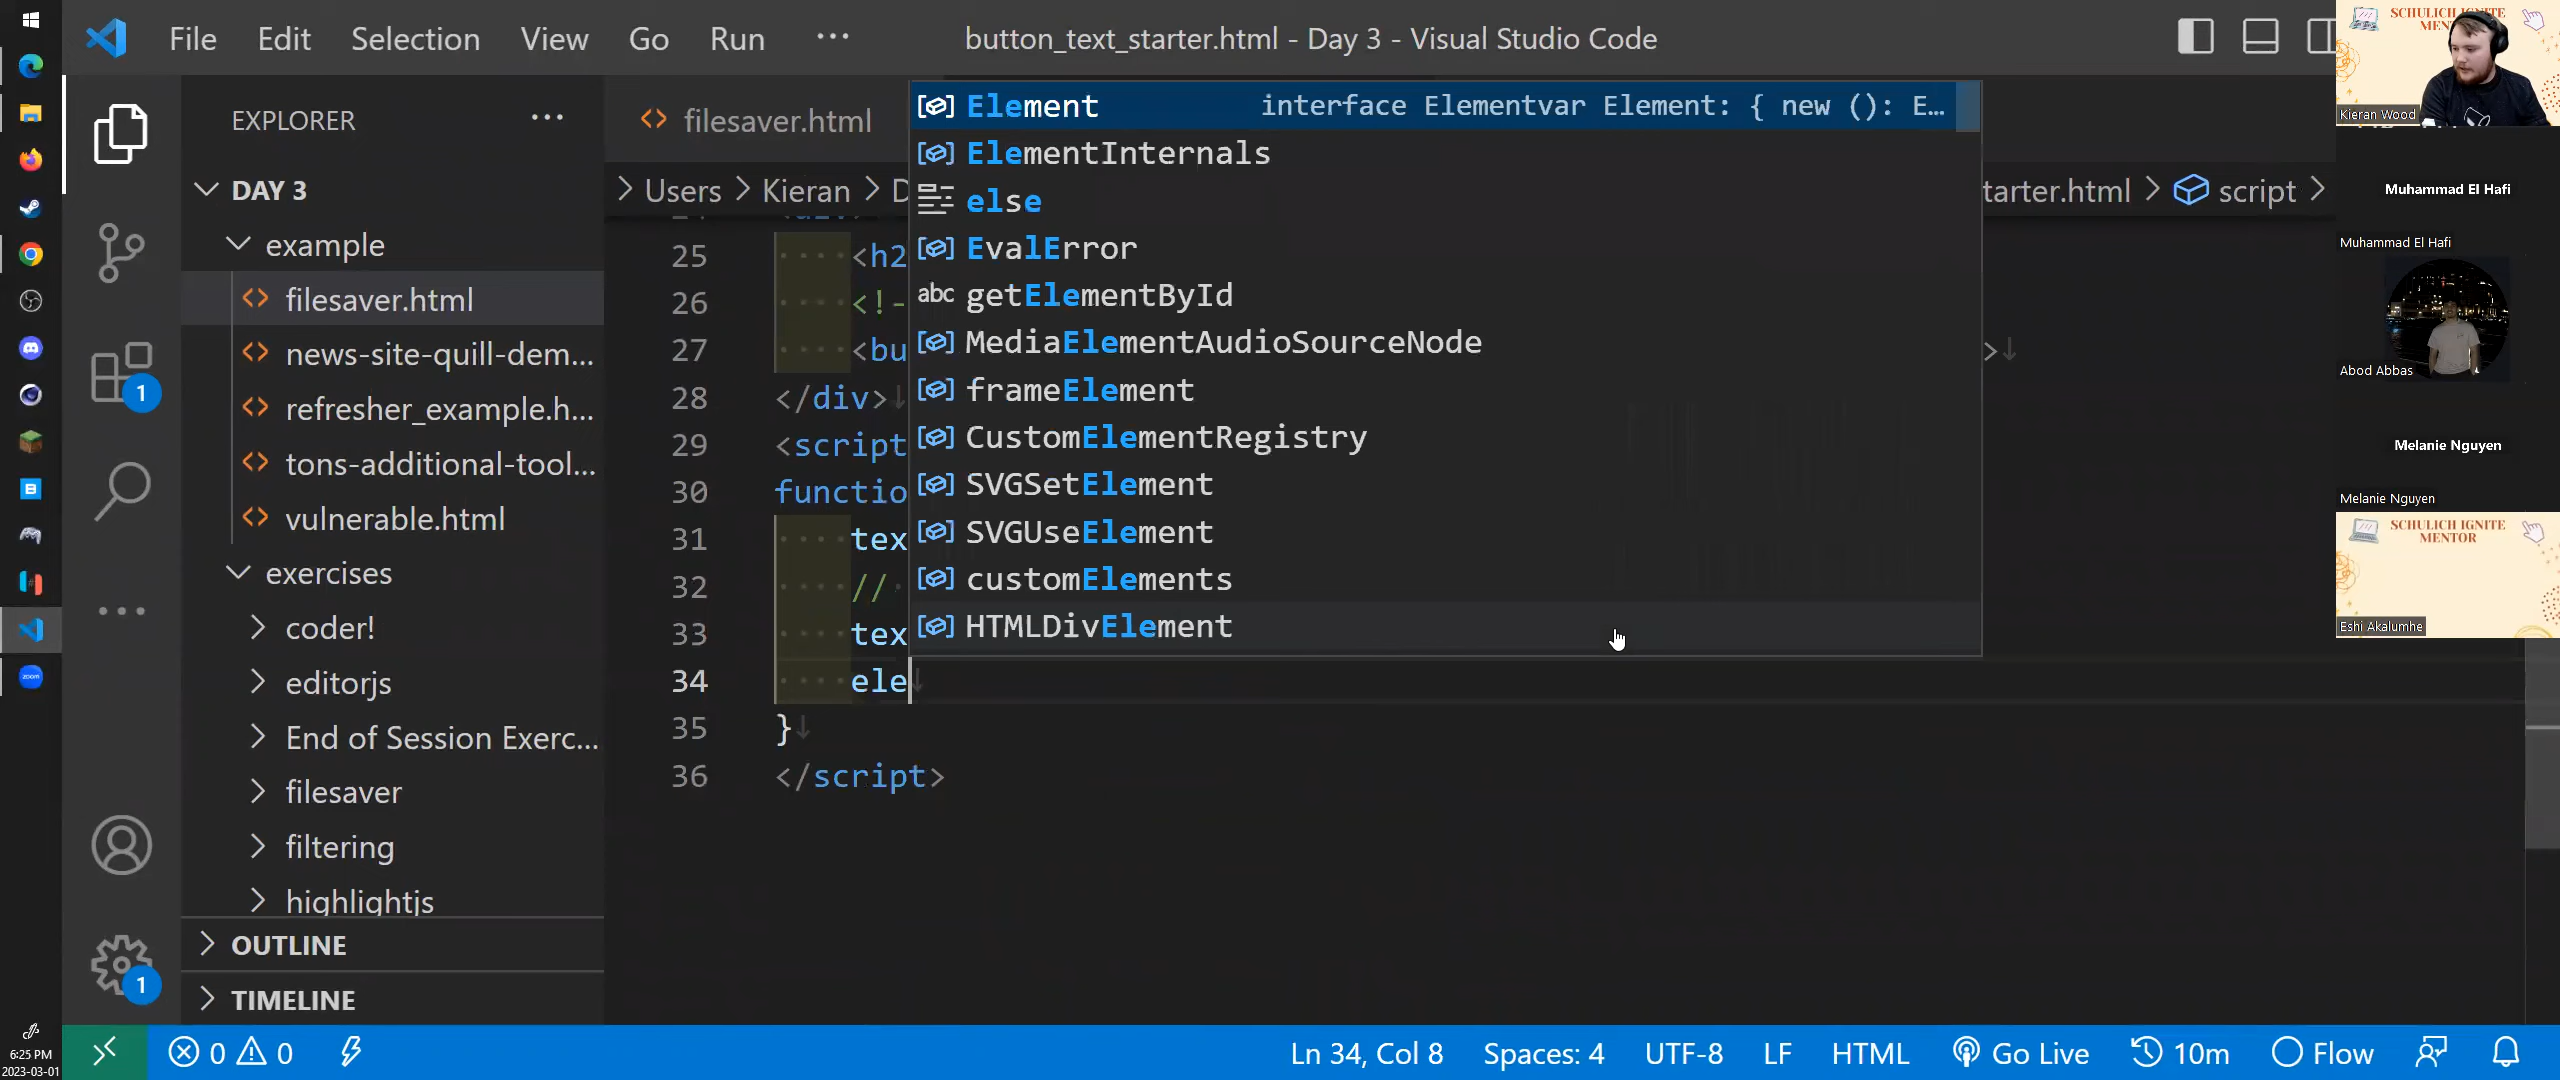 File Edit Selection View Go Run ···
button_text_starter.html - Day 3 - Visual Studio Code
EXPLORER
DAY 3
example
filesaver.html
news-site-quill-dem...
refresher_example.h...
tons-additional-tool...
vulnerable.html
exercises
coder!
editorjs
End of Session Exerc...
filesaver
filtering
highlightjs
OUTLINE
TIMELINE
filesaver.html
Users > Kieran > D
tarter.html > script >
Element interface Elementvar Element: { new (): E…
ElementInternals
else
EvalError
abc getElementById
MediaElementAudioSourceNode
frameElement
CustomElementRegistry
SVGSetElement
SVGUseElement
customElements
HTMLDivElement
25 <h2
26 <!-
27 <bu >
28 </div>
29 <script
30 functio
31 tex
32 //
33 tex
34 ele
35 }
36 </script>
SCHULICH IGNITE
Kieran Wood
Muhammad El Hafi
Muhammad El Hafi
Abod Abbas
Melanie Nguyen
Melanie Nguyen
SCHULICH IGNITE
MENTOR
Eshi Akalumhe
1
1
zoom
6:25 PM
2023-03-01
0 0
Ln 34, Col 8 Spaces: 4 UTF-8 LF HTML Go Live 10m Flow